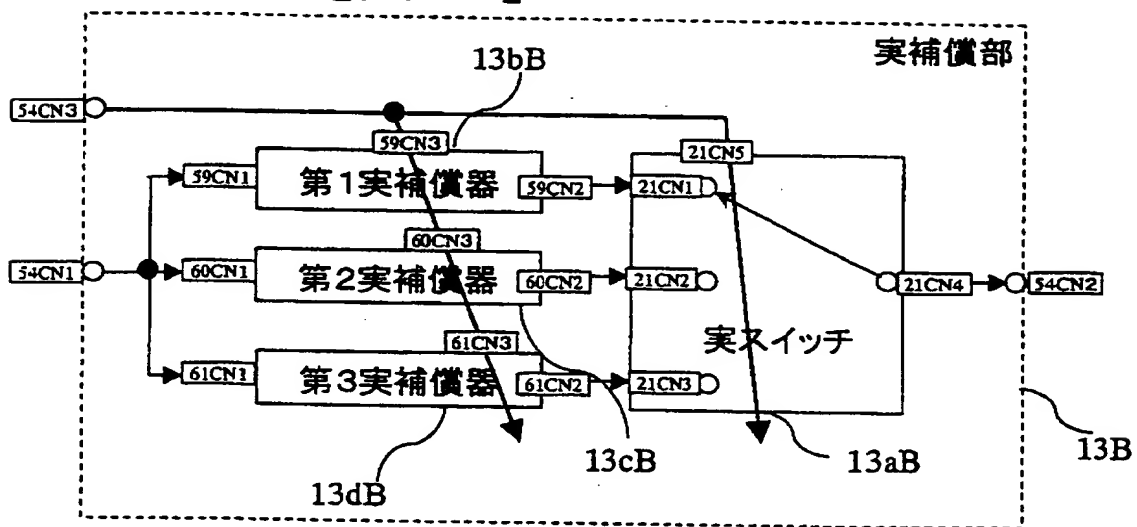 実補償部
13bB
54CN3
59CN3
21CN5
59CN1
第1実補償器
59CN2
21CN1
60CN3
54CN1
60CN1
第2実補償器
60CN2
21CN2
21CN4
54CN2
61CN3
実スイッチ
61CN1
第3実補償器
61CN2
21CN3
13B
13cB
13aB
13dB